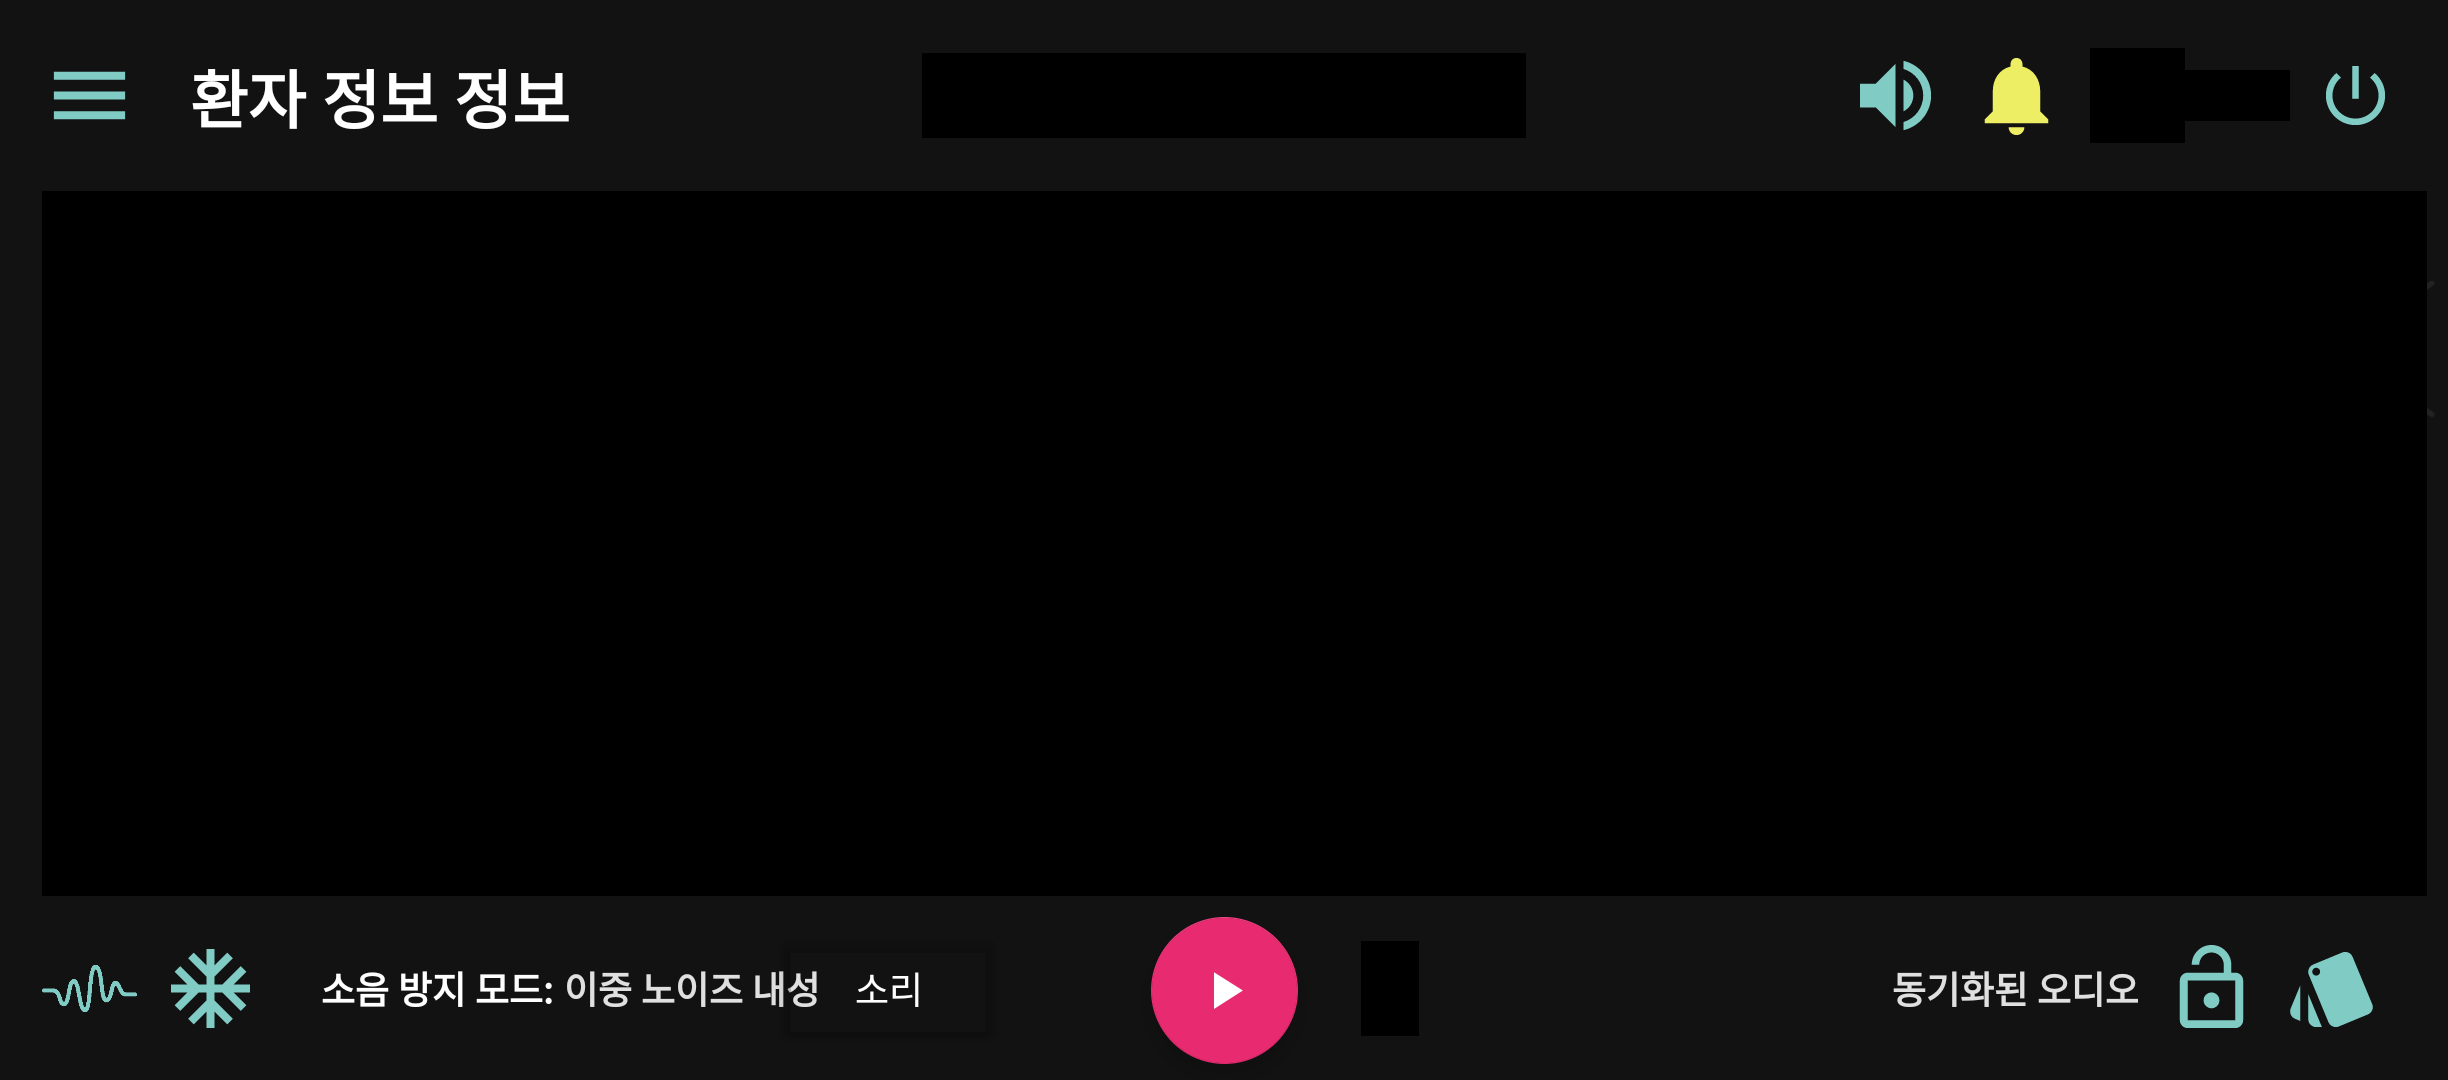 환자 정보 정보
소음 방지 모드: 이중 노이즈 내성 소리
동기화된 오디오